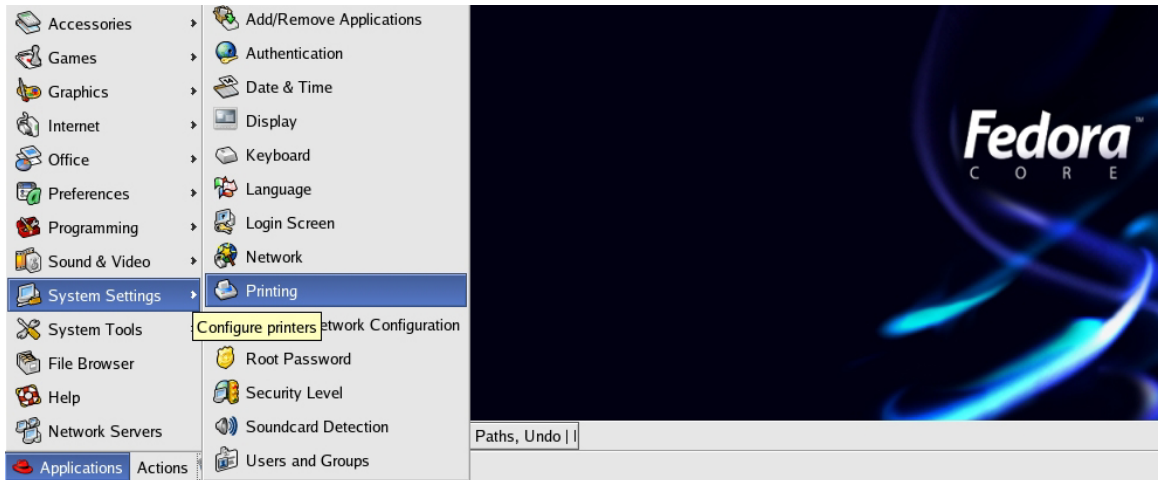 Accessories
Games
Graphics
Internet
Office
Preferences
Programming
Sound & Video
System Settings
System Tools
File Browser
Help
Network Servers
Applications Actions
Add/Remove Applications
Authentication
Date & Time
Display
Keyboard
Language
Login Screen
Network
Printing
Configure printers
etwork Configuration
Root Password
Security Level
Soundcard Detection
Users and Groups
Fedora™
CORE
Paths, Undo | l